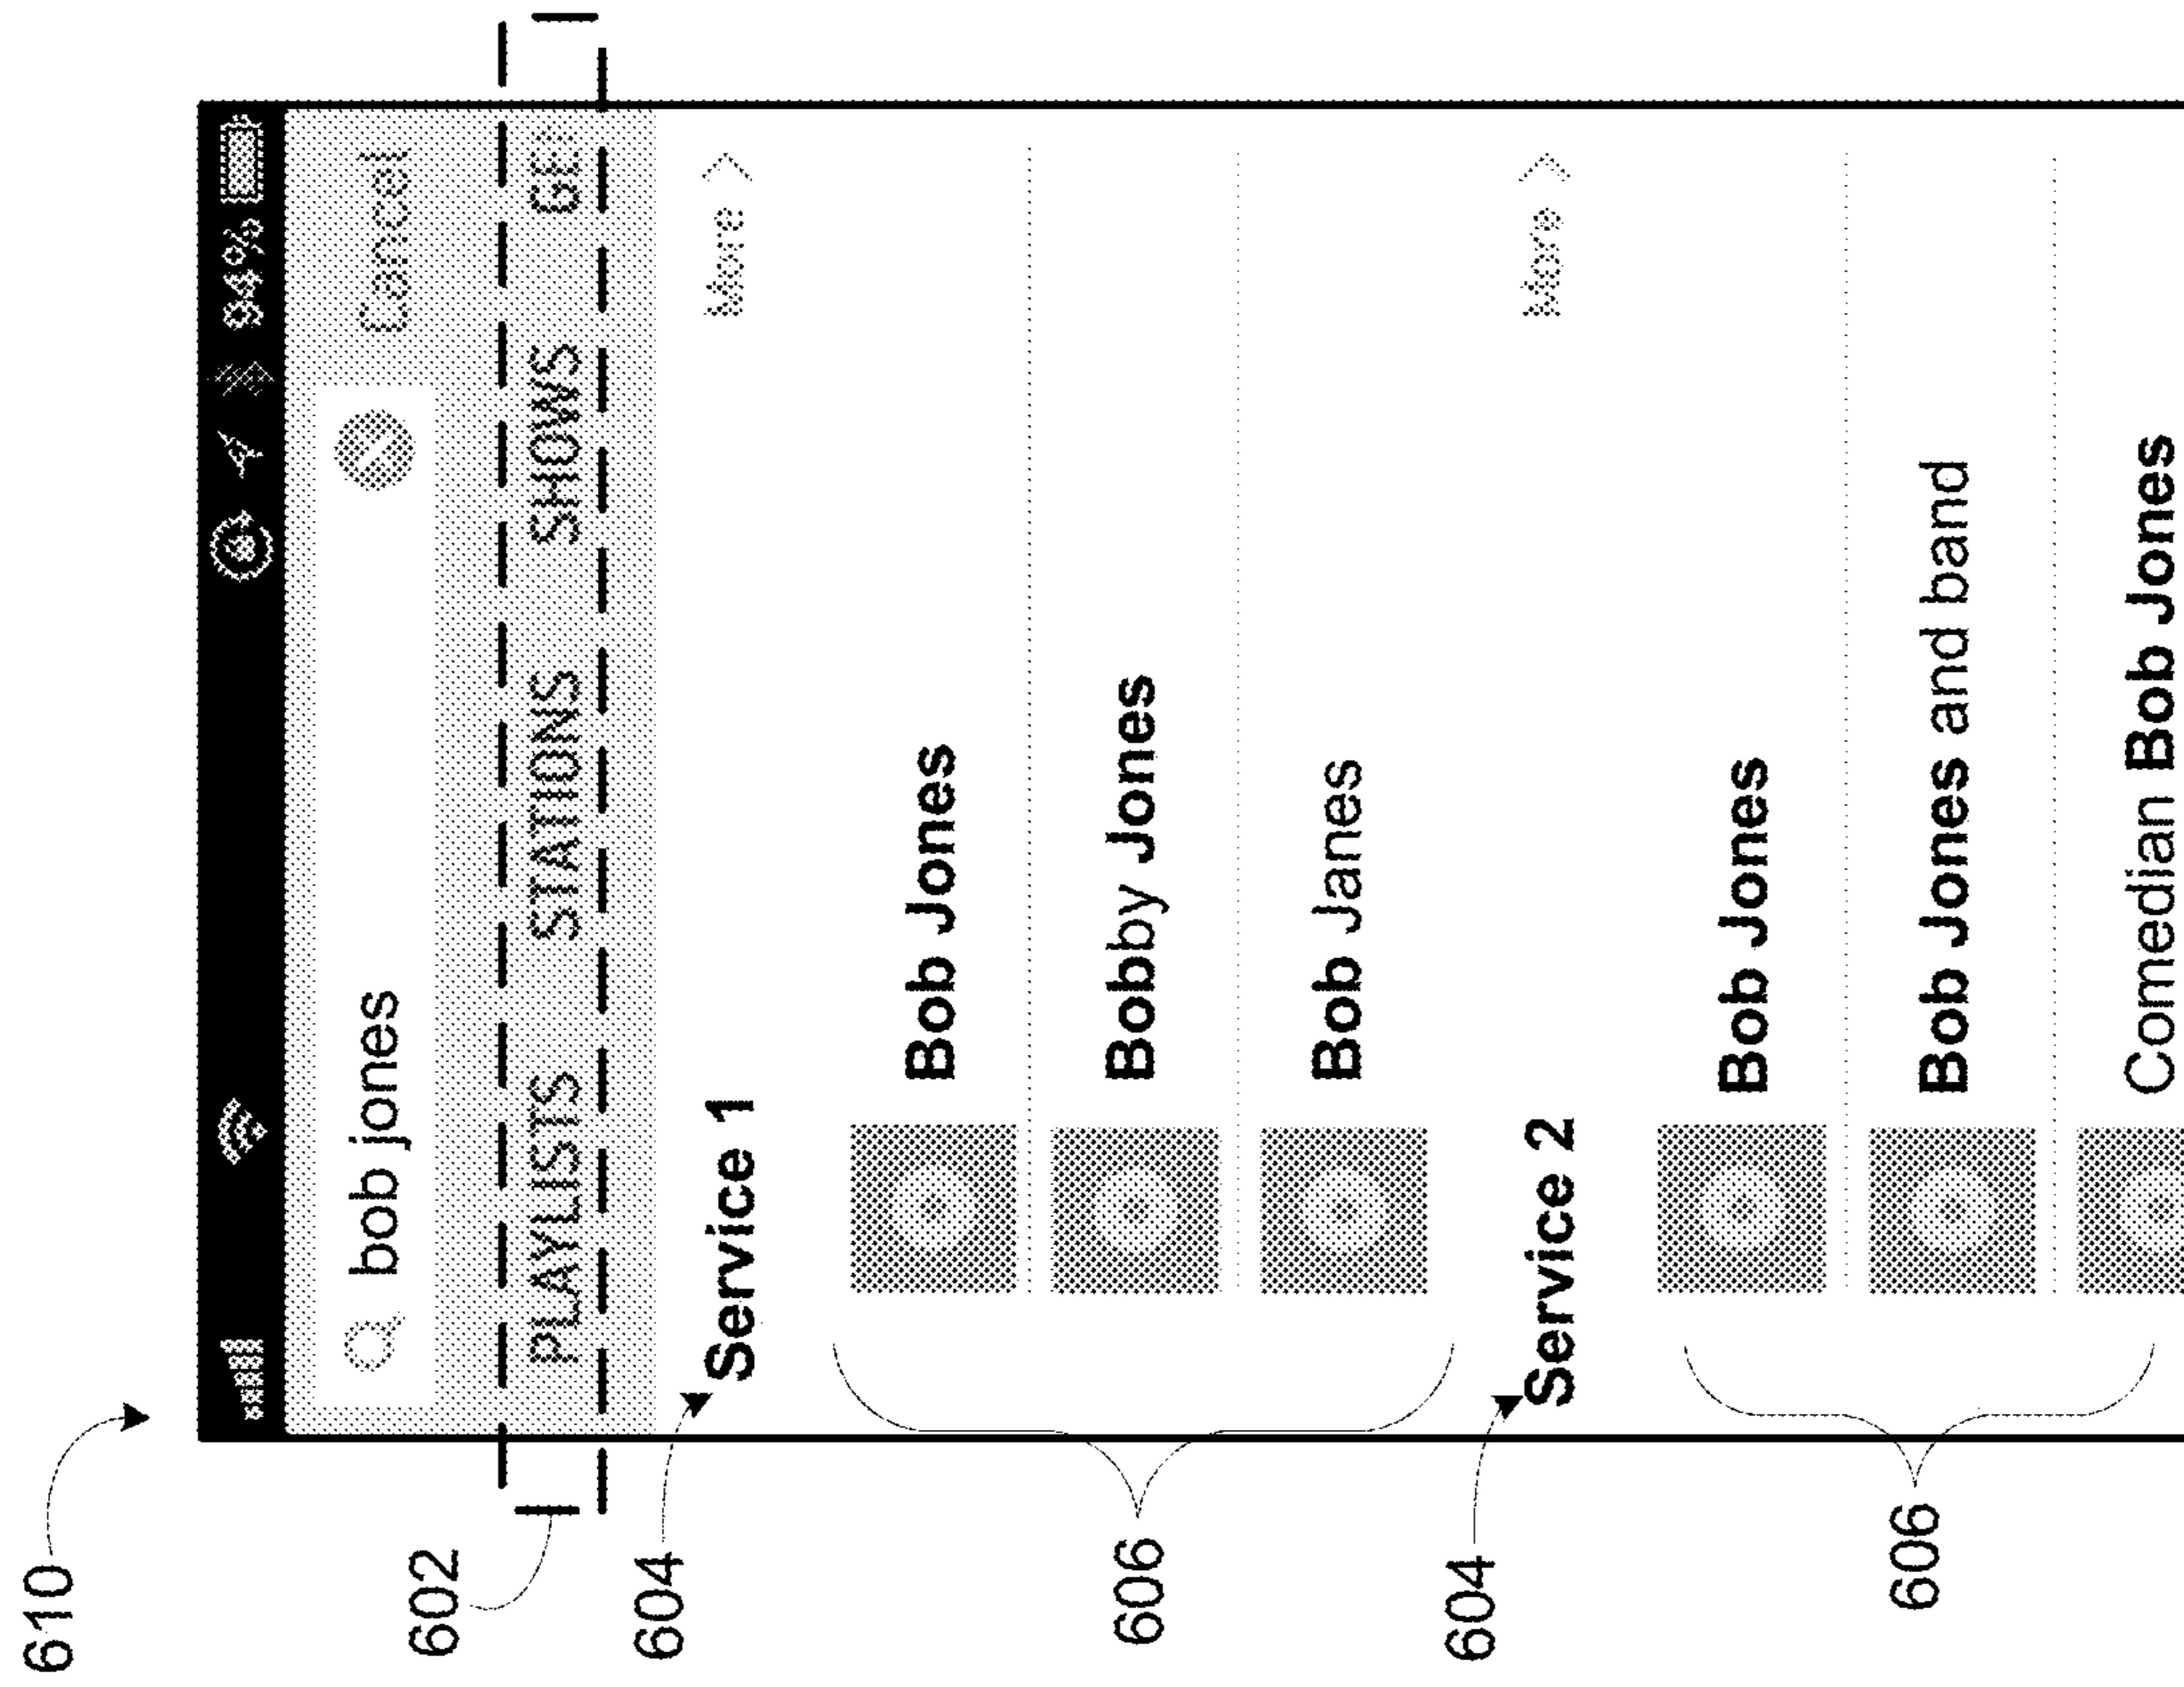 610
94%
bob jones Cancel
602
PLAYLISTS STATIONS SHOWS
604
Service 1 More
Bob Jones
606
Bobby Jones
Bob Janes
604
Service 2 More
Bob Jones
606
Bob Jones and band
Comedian Bob Jones